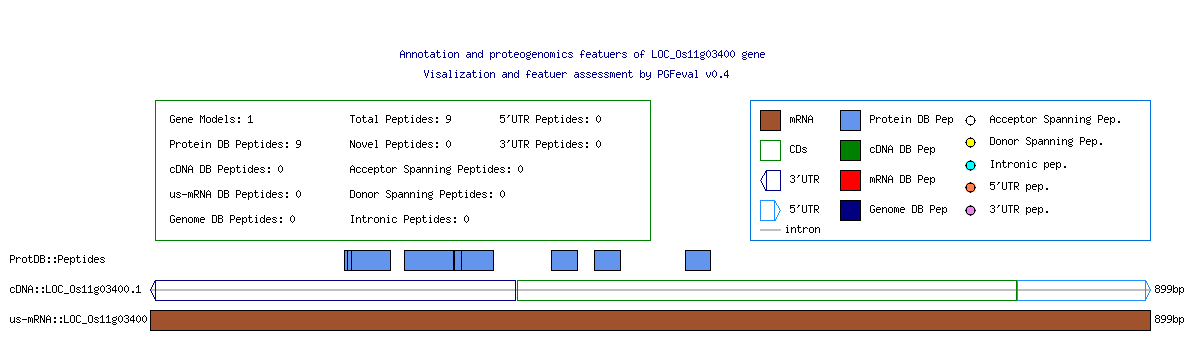 Annotation and proteogenomics featuers of LOC_Os11g03400 gene
Visalization and featuer assessment by PGFeval v0.4
Gene Models: 1 Total Peptides: 9 5'UTR Peptides: 0
Protein DB Peptides: 9 Novel Peptides: 0 3'UTR Peptides: 0
cDNA DB Peptides: 0 Acceptor Spanning Peptides: 0
us-mRNA DB Peptides: 0 Donor Spanning Peptides: 0
Genome DB Peptides: 0 Intronic Peptides: 0
mRNA Protein DB Pep Acceptor Spanning Pep.
CDs cDNA DB Pep Donor Spanning Pep.
3'UTR mRNA DB Pep Intronic pep.
5'UTR Genome DB Pep 5'UTR pep.
intron 3'UTR pep.
ProtDB::Peptides
cDNA::LOC_Os11g03400.1 899bp
us-mRNA::LOC_Os11g03400 899bp